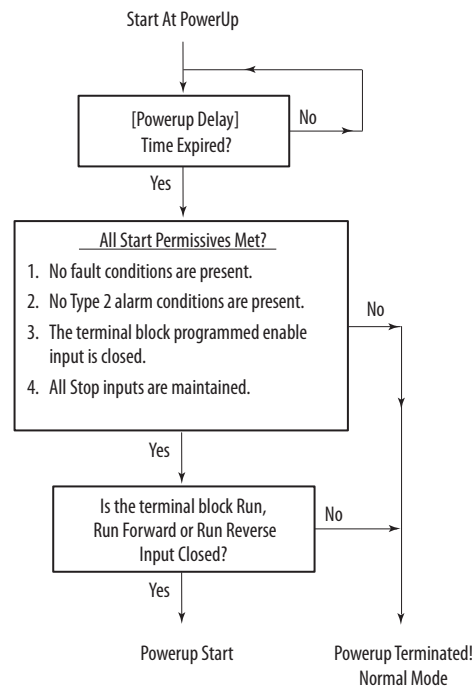 Start At PowerUp
[Powerup Delay]
Time Expired?
No
Yes
All Start Permissives Met?
1. No fault conditions are present.
2. No Type 2 alarm conditions are present.
3. The terminal block programmed enable
input is closed.
4. All Stop inputs are maintained.
No
Yes
Is the terminal block Run,
Run Forward or Run Reverse
Input Closed?
No
Yes
Powerup Start
Powerup Terminated!
Normal Mode